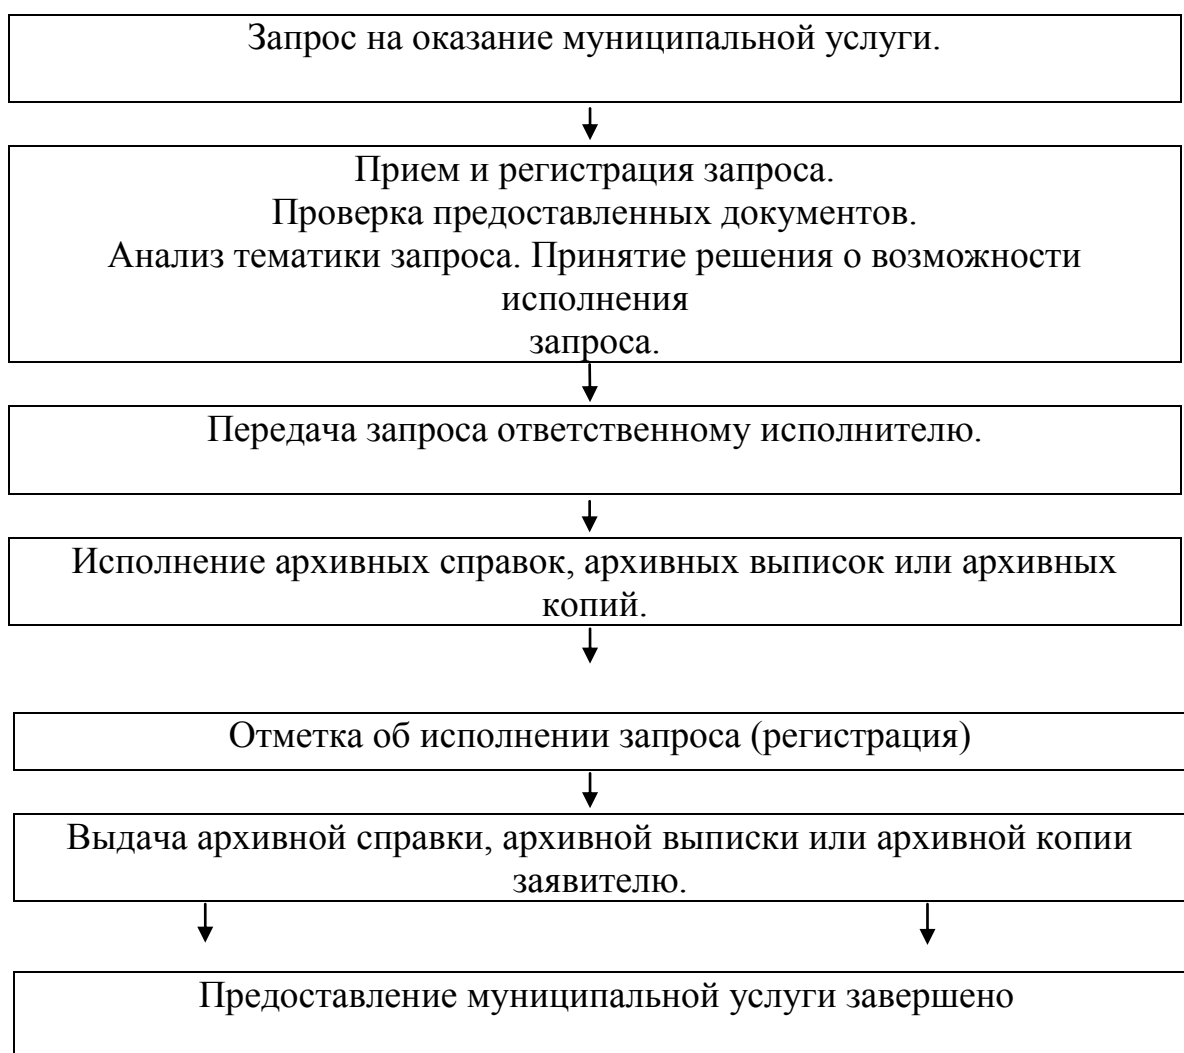 Запрос на оказание муниципальной услуги.
Прием и регистрация запроса.
Проверка предоставленных документов.
Анализ тематики запроса. Принятие решения о возможности
исполнения
запроса.
Передача запроса ответственному исполнителю.
Исполнение архивных справок, архивных выписок или архивных
копий.
Отметка об исполнении запроса (регистрация)
Выдача архивной справки, архивной выписки или архивной копии
заявителю.
Предоставление муниципальной услуги завершено